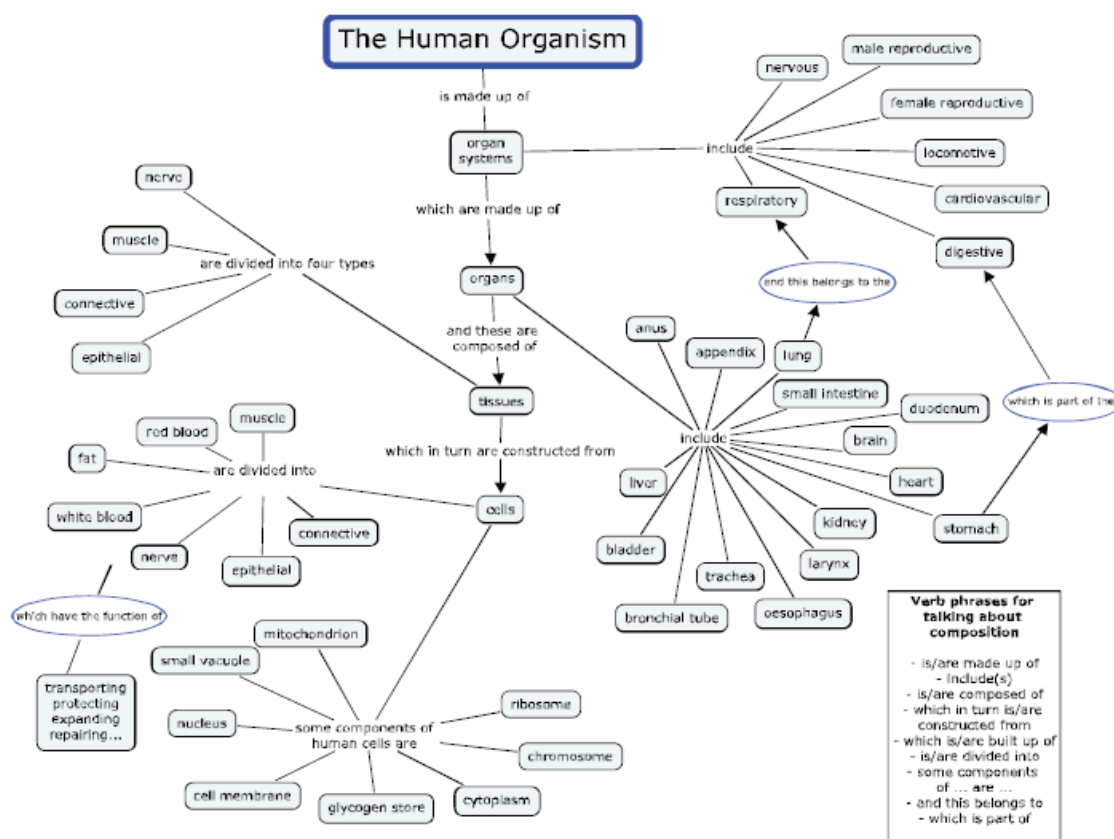 The Human Organism
is made up of
organ
systems
include
nervous
male reproductive
female reproductive
locomotive
cardiovascular
respiratory
digestive
which are made up of
nerve
muscle
are divided into four types
connective
epithelial
organs
and this belongs to the
and these are
composed of
anus
appendix
lung
small intestine
duodenum
which is part of the
tissues
include
brain
heart
liver
stomach
kidney
bladder
larynx
trachea
bronchial tube
oesophagus
which in turn are constructed from
muscle
red blood
fat
are divided into
white blood
cells
connective
nerve
epithelial
which have the function of
transporting
protecting
expanding
repairing...
mitochondrion
small vacuole
nucleus
some components of
human cells are
ribosome
chromosome
cell membrane
glycogen store
cytoplasm
Verb phrases for
talking about
composition
- is/are made up of
- include(s)
- is/are composed of
- which in turn is/are
constructed from
- which is/are built up of
- is/are divided into
- some components
of ... are ...
- and this belongs to
- which is part of